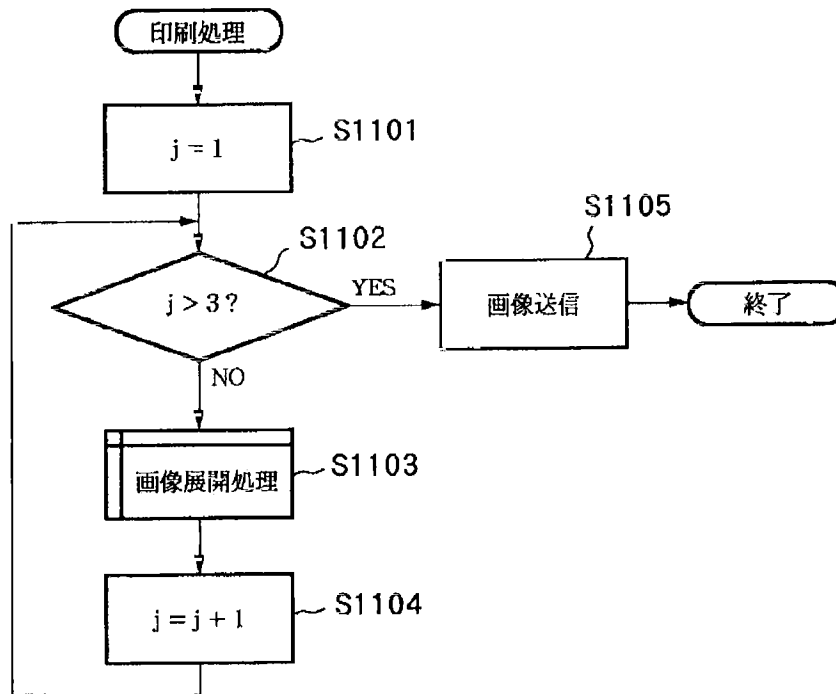 印刷処理
j = 1
S1101
S1102
j > 3 ?
YES
S1105
画像送信
終了
NO
画像展開処理
S1103
j = j + 1
S1104